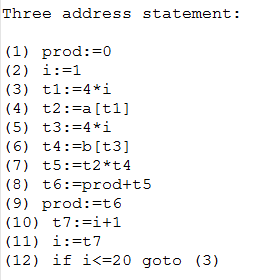 Three address statement:
(1) prod:=0
(2) i:=1
(3) t1:=4*i
(4) t2:=a[t1]
(5) t3:=4*i
(6) t4:=b[t3]
(7) t5:=t2*t4
(8) t6:=prod+t5
(9) prod:=t6
(10) t7:=i+1
(11) i:=t7
(12) if i<=20 goto (3)